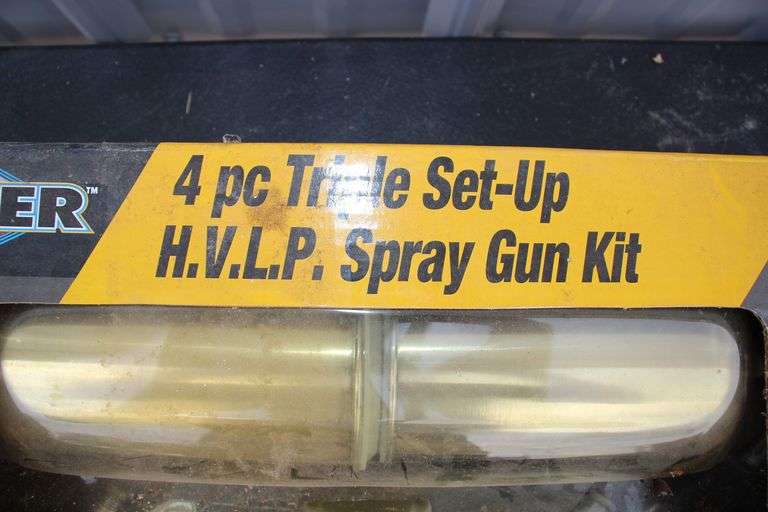 4 pc Triple Set-Up
H.V.L.P. Spray Gun Kit
ER™